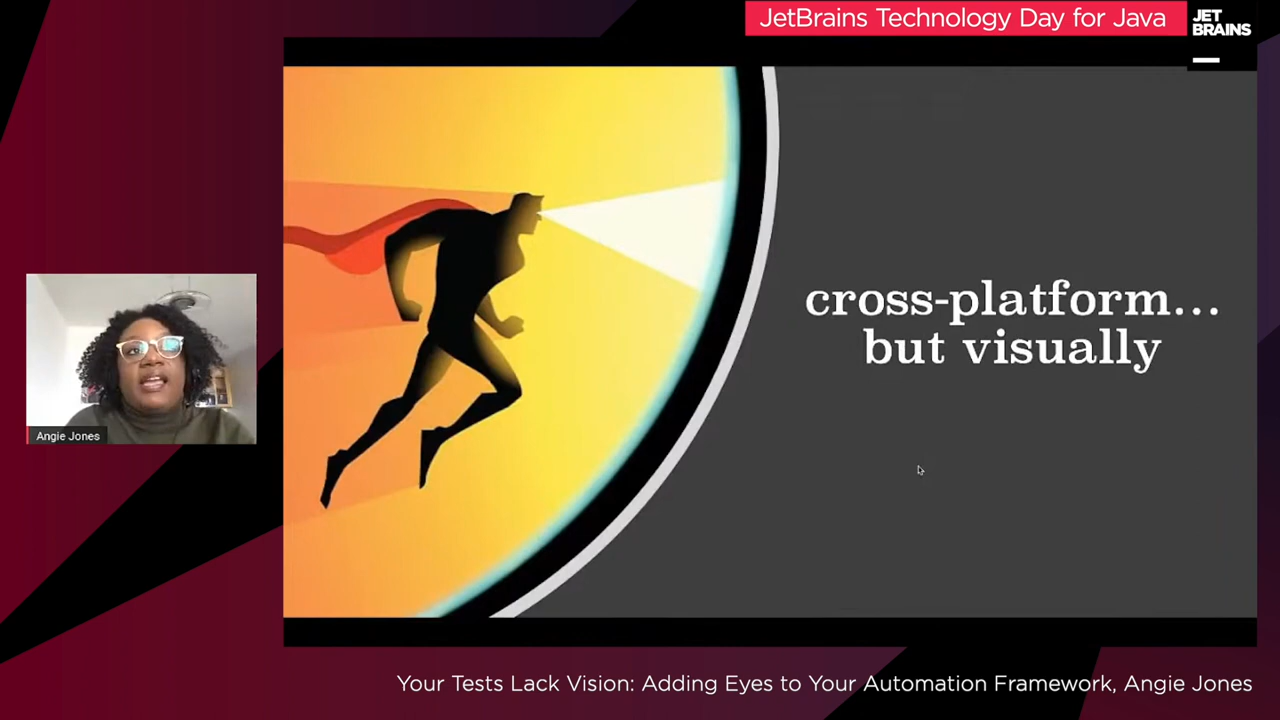 JetBrains Technology Day for Java
JET
BRAINS
cross-platform...
but visually
Angie Jones
Your Tests Lack Vision: Adding Eyes to Your Automation Framework, Angie Jones